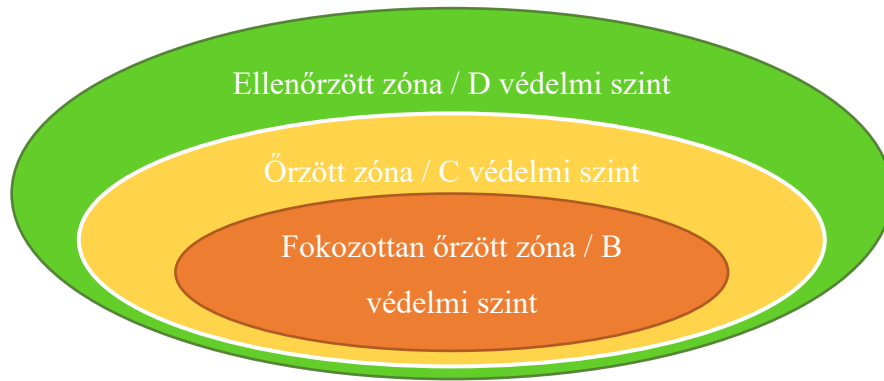 Ellenőrzött zóna / D védelmi szint
Őrzött zóna / C védelmi szint
Fokozottan őrzött zóna / B
védelmi szint